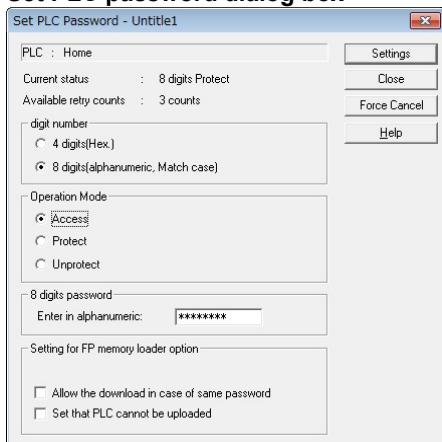 Set PLC Password - Untitle1
PLC : Home
Settings
Current status : 8 digits Protect
Close
Available retry counts : 3 counts
Force Cancel
digit number
Help
4 digits(Hex.)
8 digits(alphanumeric, Match case)
Operation Mode
Access
Protect
Unprotect
8 digits password
Enter in alphanumeric: ********
Setting for FP memory loader option
Allow the download in case of same password
Set that PLC cannot be uploaded